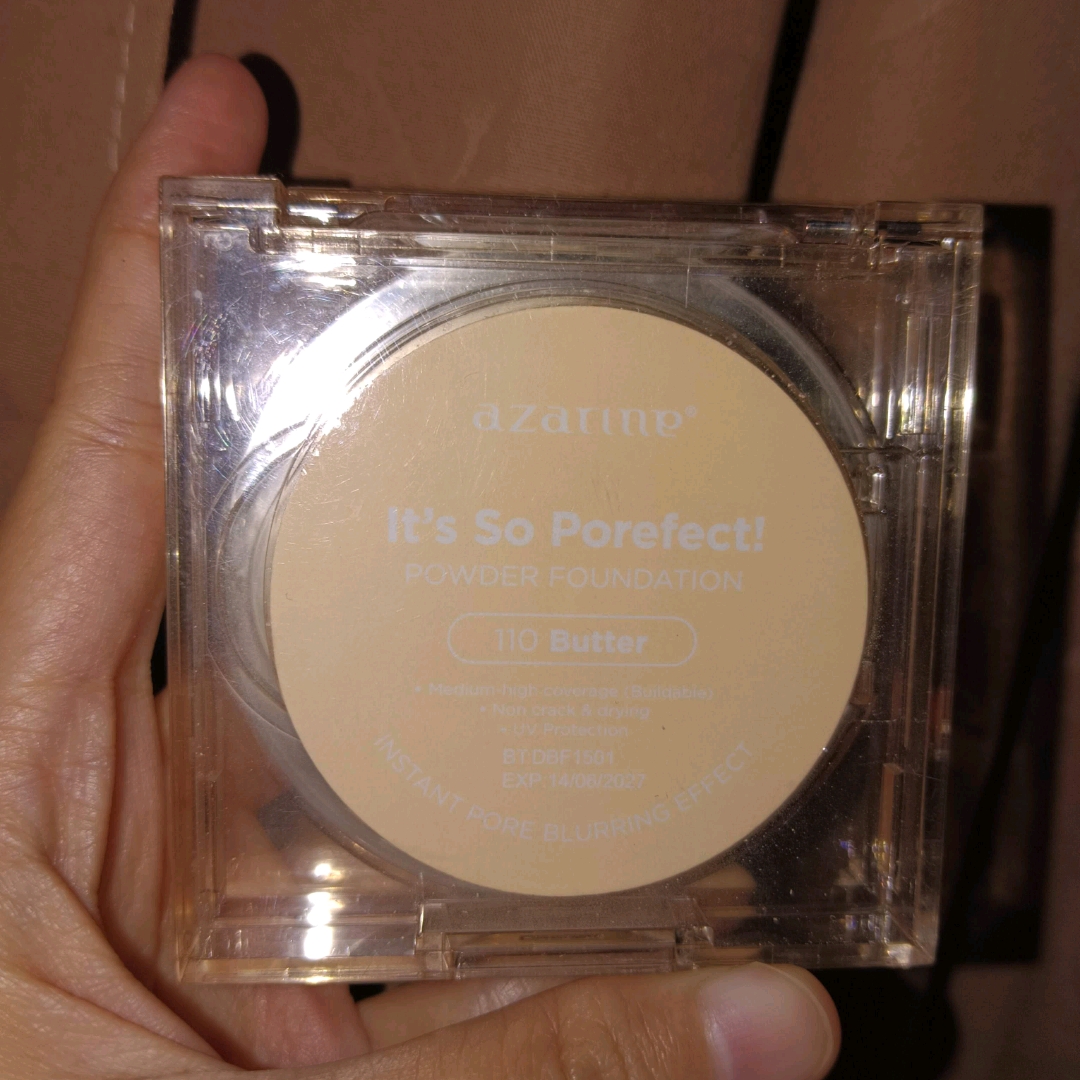 azarine®
It's So Porefect!
POWDER FOUNDATION
110 Butter
• Medium-high coverage (Buildable)
• Non crack & drying
• UV Protection
BT:DBF1501
EXP:14/06/2027
INSTANT PORE BLURRING EFFECT